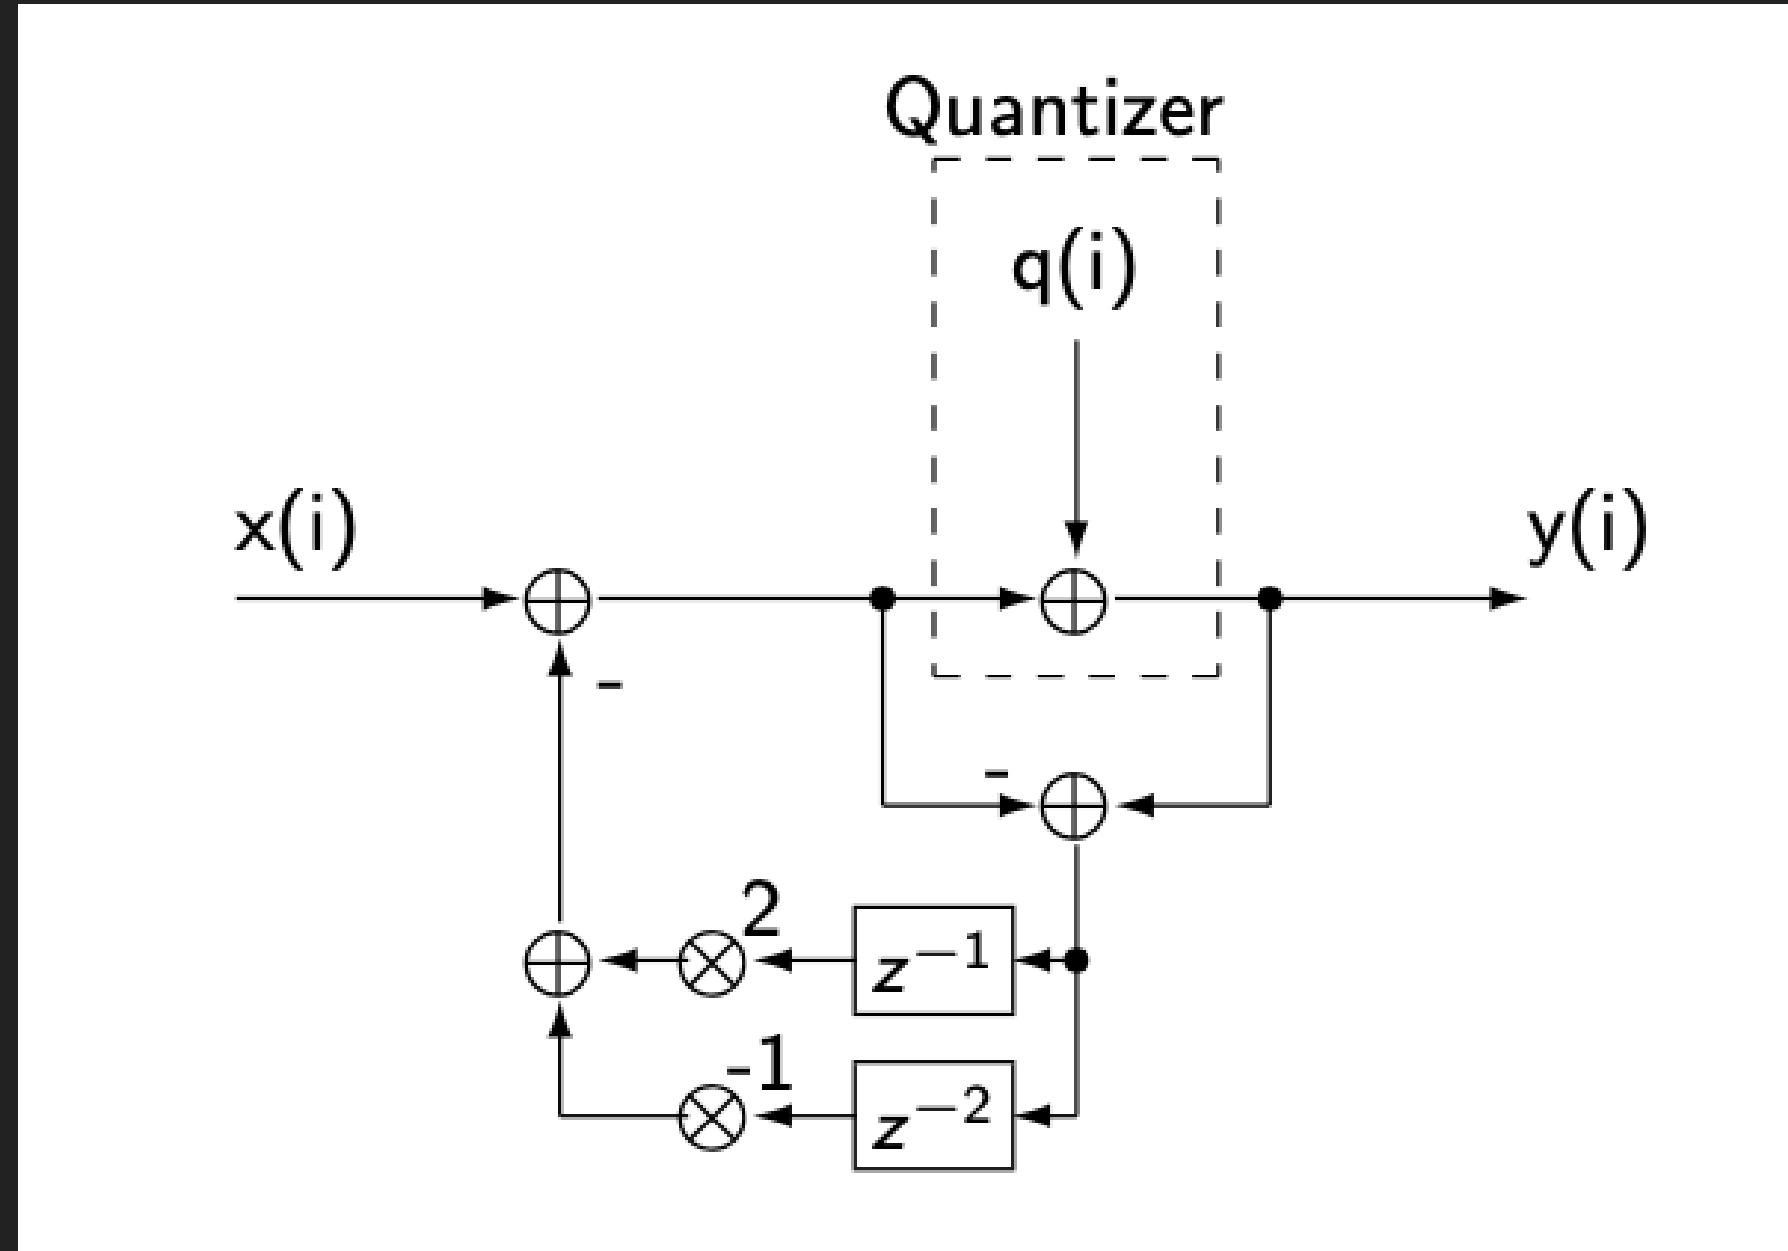 Quantizer
q(i)
x(i)
y(i)
-
-
2
z⁻¹
-1
z⁻²